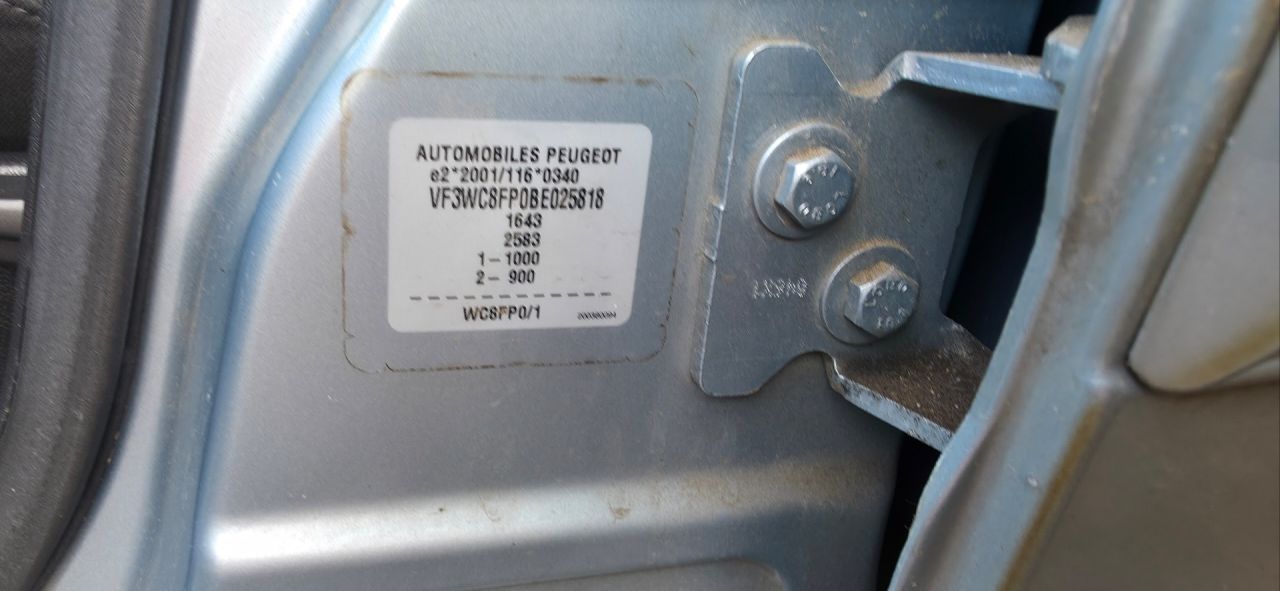 AUTOMOBILES PEUGEOT
e2*2001/116*0340
VF3WC8FP0BE025818
1643
2583
1- 1000
2- 900
WC8FP0/1